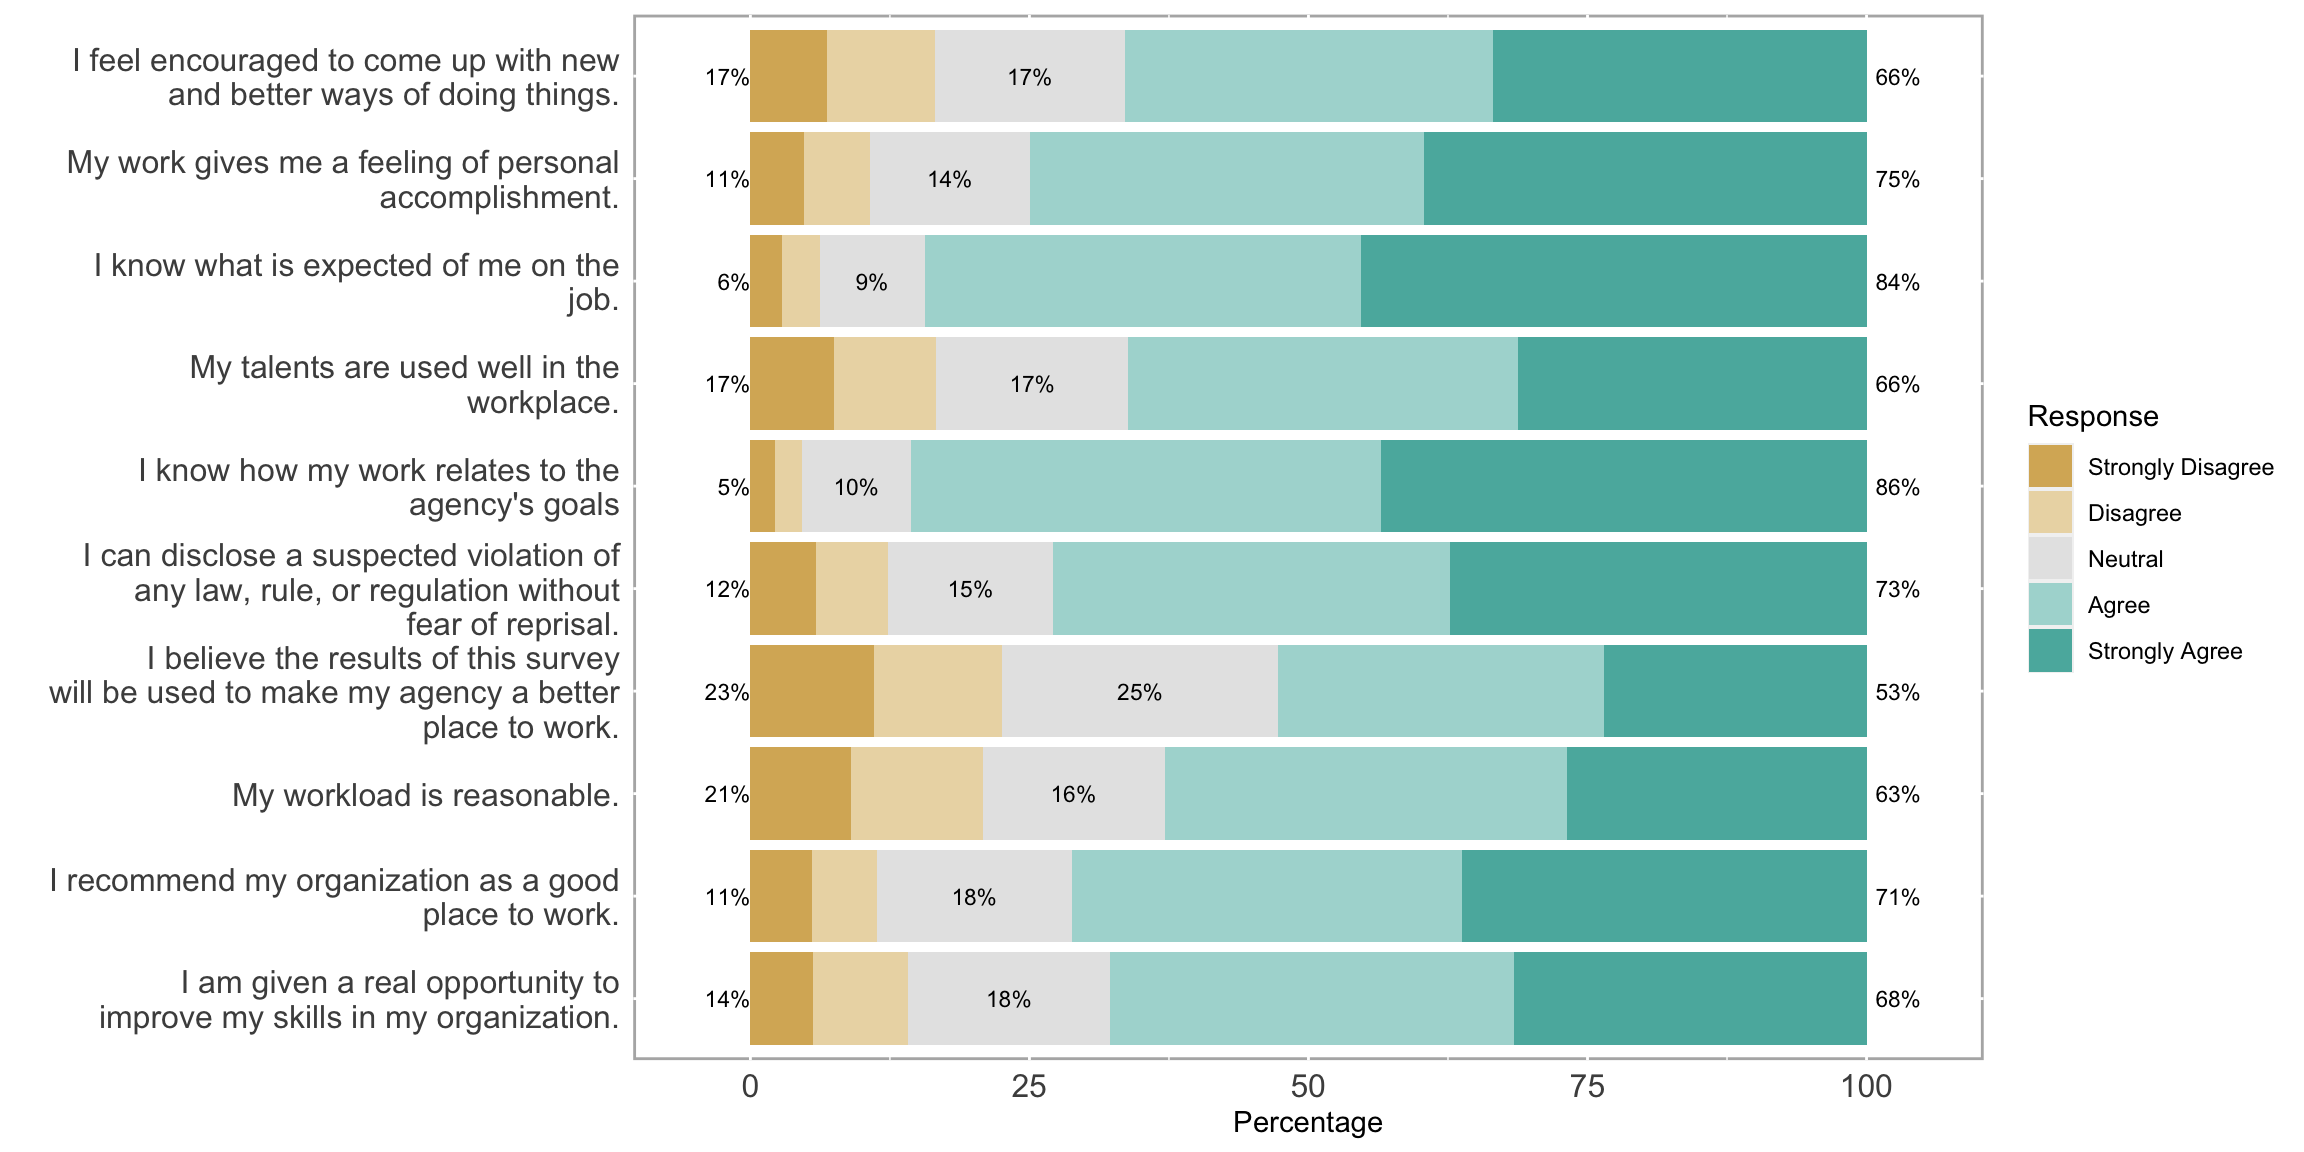 I feel encouraged to come up with new
and better ways of doing things.
17%
17%
66%
My work gives me a feeling of personal
accomplishment.
11%
14%
75%
I know what is expected of me on the
job.
6%
9%
84%
My talents are used well in the
workplace.
17%
17%
66%
I know how my work relates to the
agency's goals
5%
10%
86%
I can disclose a suspected violation of
any law, rule, or regulation without
fear of reprisal.
12%
15%
73%
I believe the results of this survey
will be used to make my agency a better
place to work.
23%
25%
53%
My workload is reasonable.
21%
16%
63%
I recommend my organization as a good
place to work.
11%
18%
71%
I am given a real opportunity to
improve my skills in my organization.
14%
18%
68%
0 25 50 75 100
Percentage
Response
Strongly Disagree
Disagree
Neutral
Agree
Strongly Agree